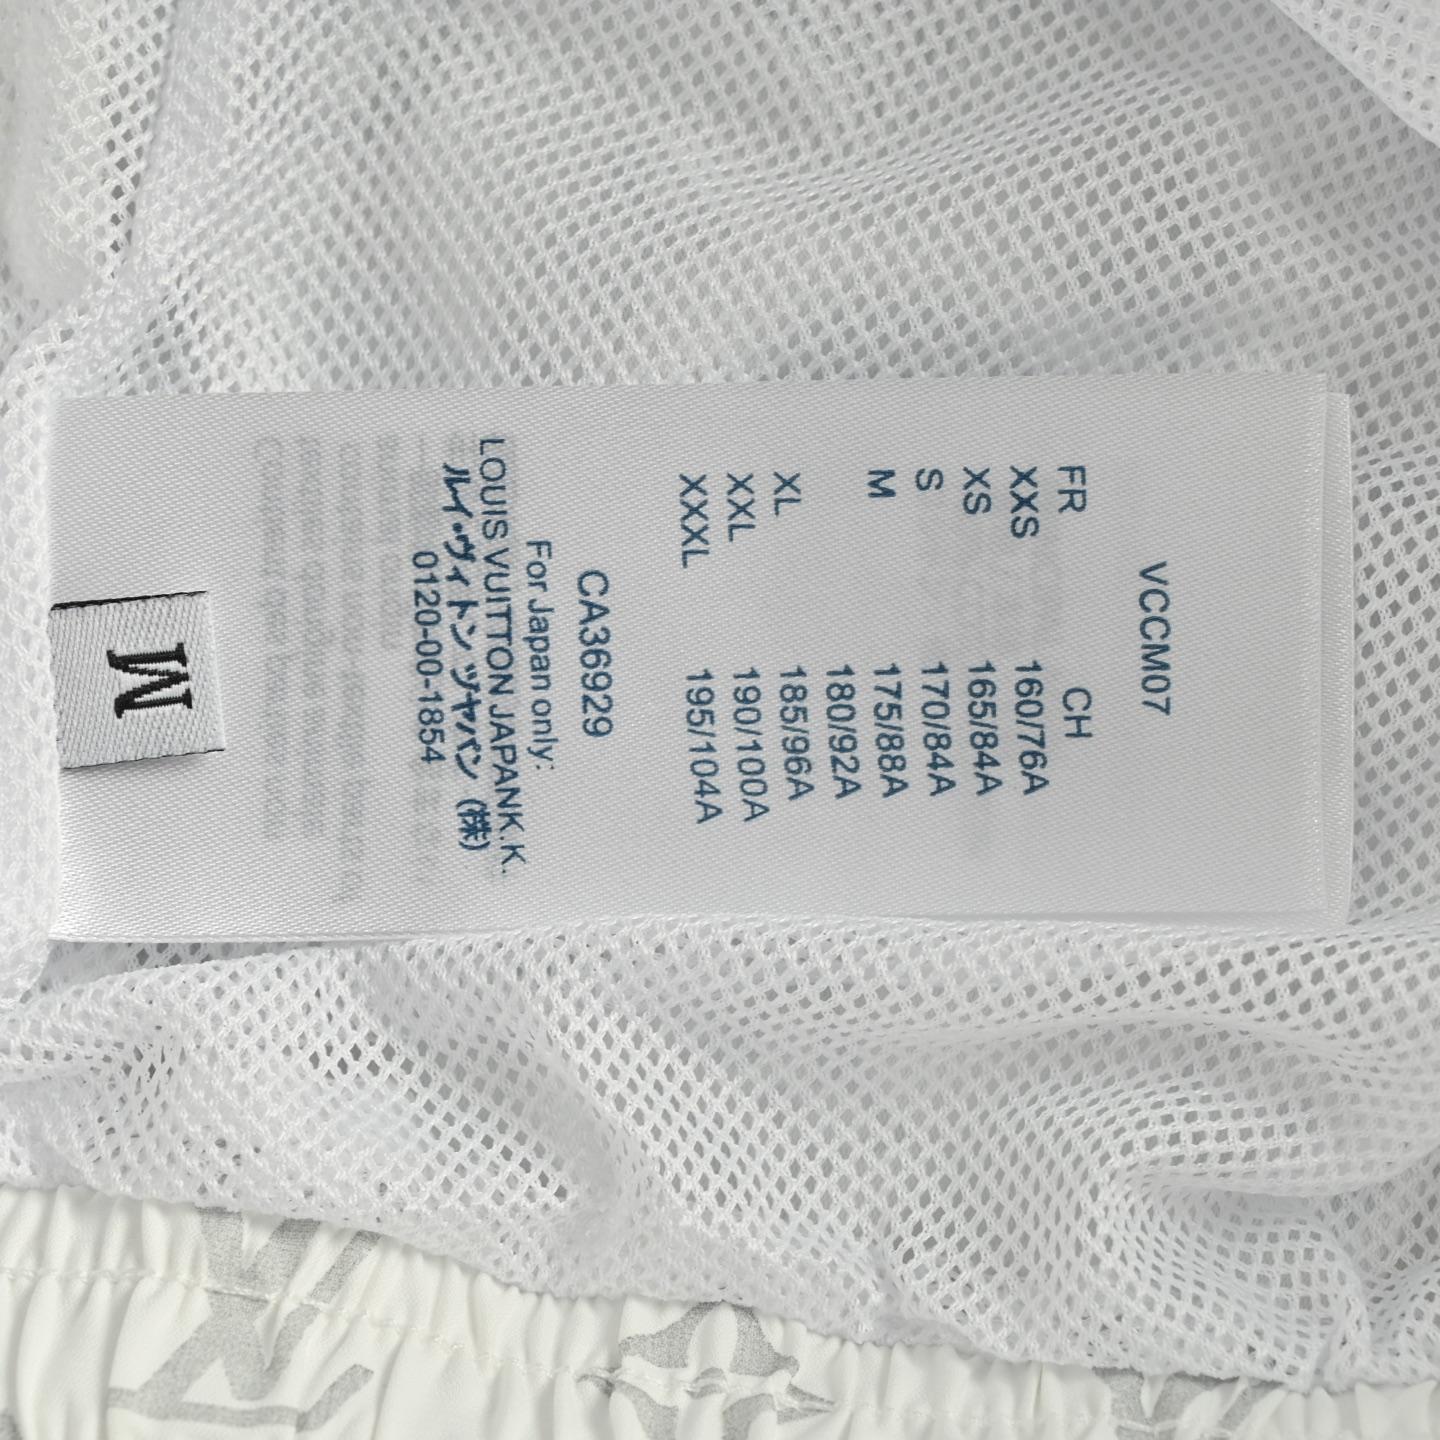 VCCM07
FR CH
XXS 160/76A
XS 165/84A
S 170/84A
M 175/88A
180/92A
XL 185/96A
XXL 190/100A
XXXL 195/104A
CA36929
For Japan only:
LOUIS VUITTON JAPAN K.K.
ルイ・ヴィトン ジャパン (株)
0120-00-1854
M